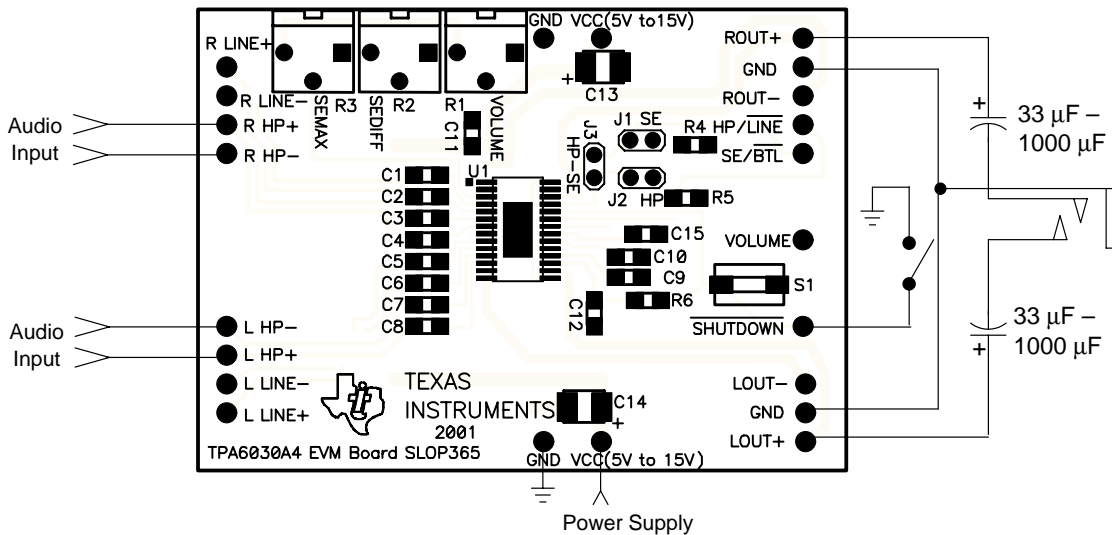 GND VCC(5V to15V)
R LINE+
R LINE-
R HP+
R HP-
Audio
Input
R3
R2
R1
SEMAX
SEDIFF
VOLUME
C11
C13
+
J1 SE
J3
HP-SE
J2 HP
R4
R5
ROUT+
GND
ROUT-
HP/LINE
SE/BTL
U1
C1
C2
C3
C4
C5
C6
C7
C8
C15
C10
C9
R6
C12
VOLUME
S1
SHUTDOWN
+
33 μF –
1000 μF
33 μF –
1000 μF
+
Audio
Input
L HP-
L HP+
L LINE-
L LINE+
TEXAS
INSTRUMENTS
2001
C14
+
LOUT-
GND
LOUT+
TPA6030A4 EVM Board SLOP365
GND VCC(5V to 15V)
Power Supply